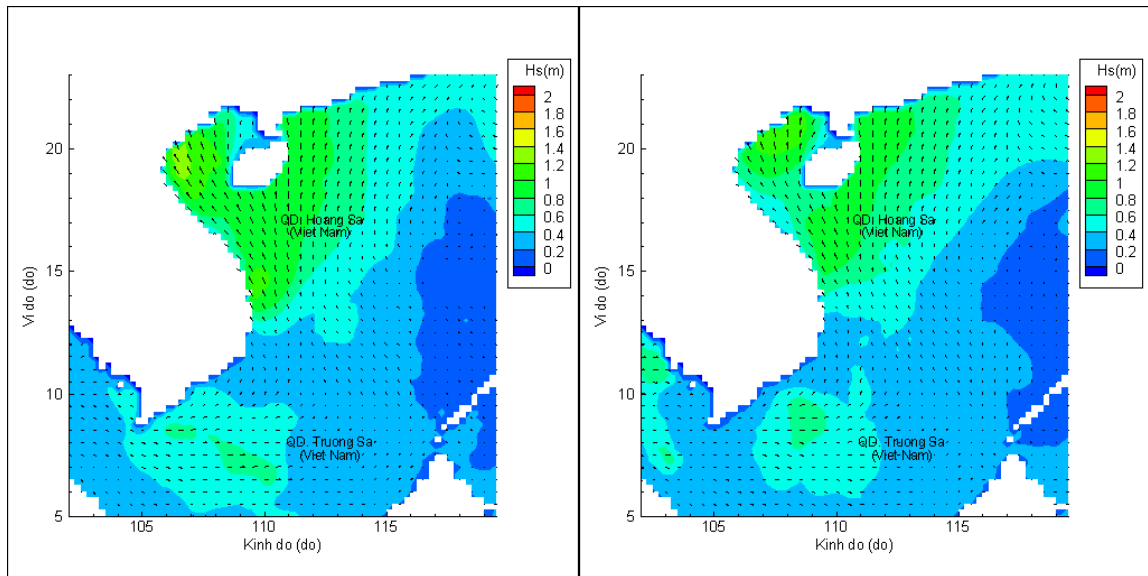 Hs(m)
2
1.8
1.6
1.4
1.2
1
0.8
0.6
0.4
0.2
0
20
15
10
5
Vi do (do)
QD. Hoang Sa
(Viet Nam)
QD. Truong Sa
(Viet Nam)
105
110
115
Kinh do (do)
Hs(m)
2
1.8
1.6
1.4
1.2
1
0.8
0.6
0.4
0.2
0
20
15
10
5
Vi do (do)
QD. Hoang Sa
(Viet Nam)
QD. Truong Sa
(Viet Nam)
105
110
115
Kinh do (do)